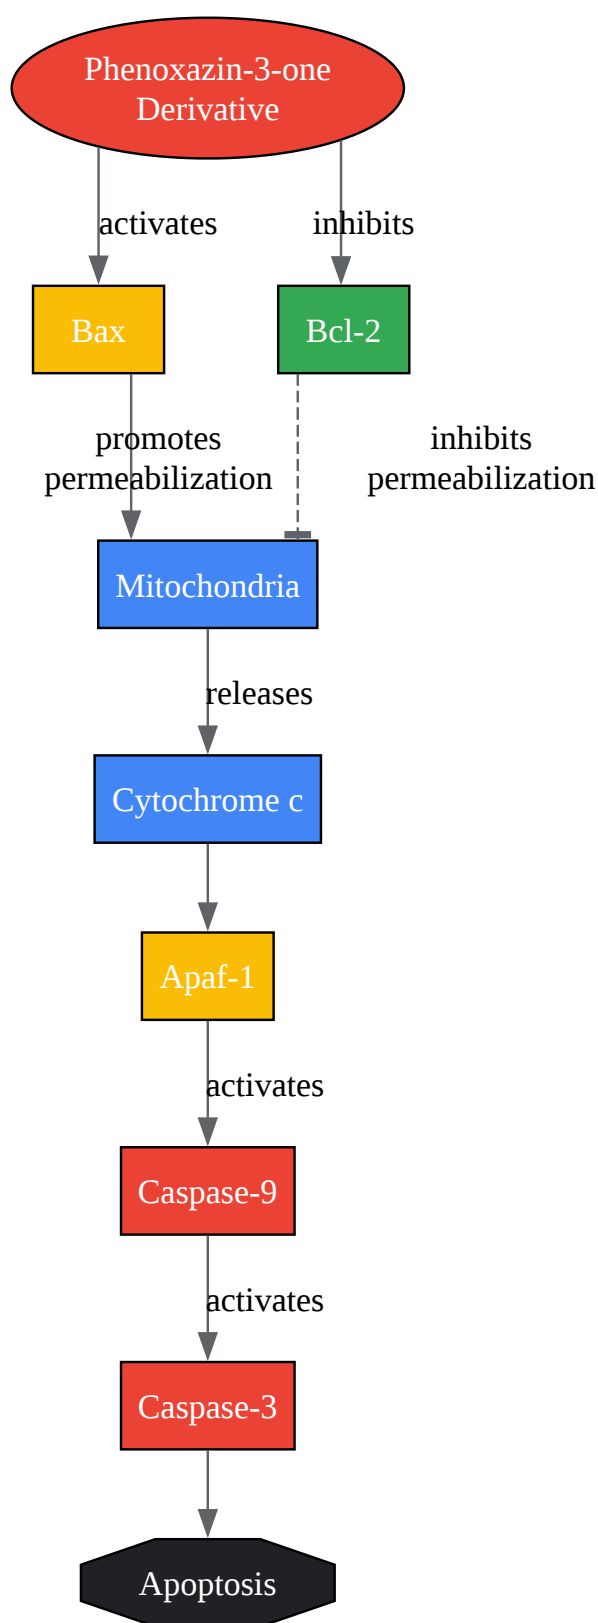 Phenoxazin-3-one
Derivative
activates
inhibits
Bax
Bcl-2
promotes
permeabilization
inhibits
permeabilization
Mitochondria
releases
Cytochrome c
Apaf-1
activates
Caspase-9
activates
Caspase-3
Apoptosis